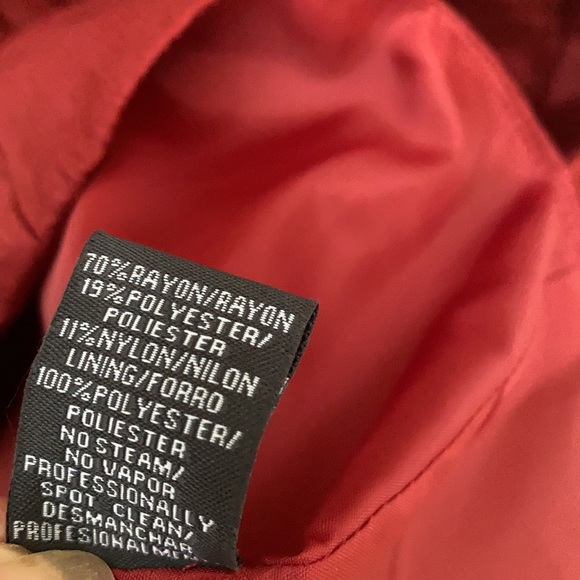 70%RAYON/RAYON
19%POLYESTER/
POLIESTER
11%NYLON/NILON
LINING/FORRO
100%POLYESTER/
POLIESTER
NO STEAM/
NO VAPOR
PROFESSIONALLY
SPOT CLEAN/
DESMANCHAR
PROFESIONALMEN